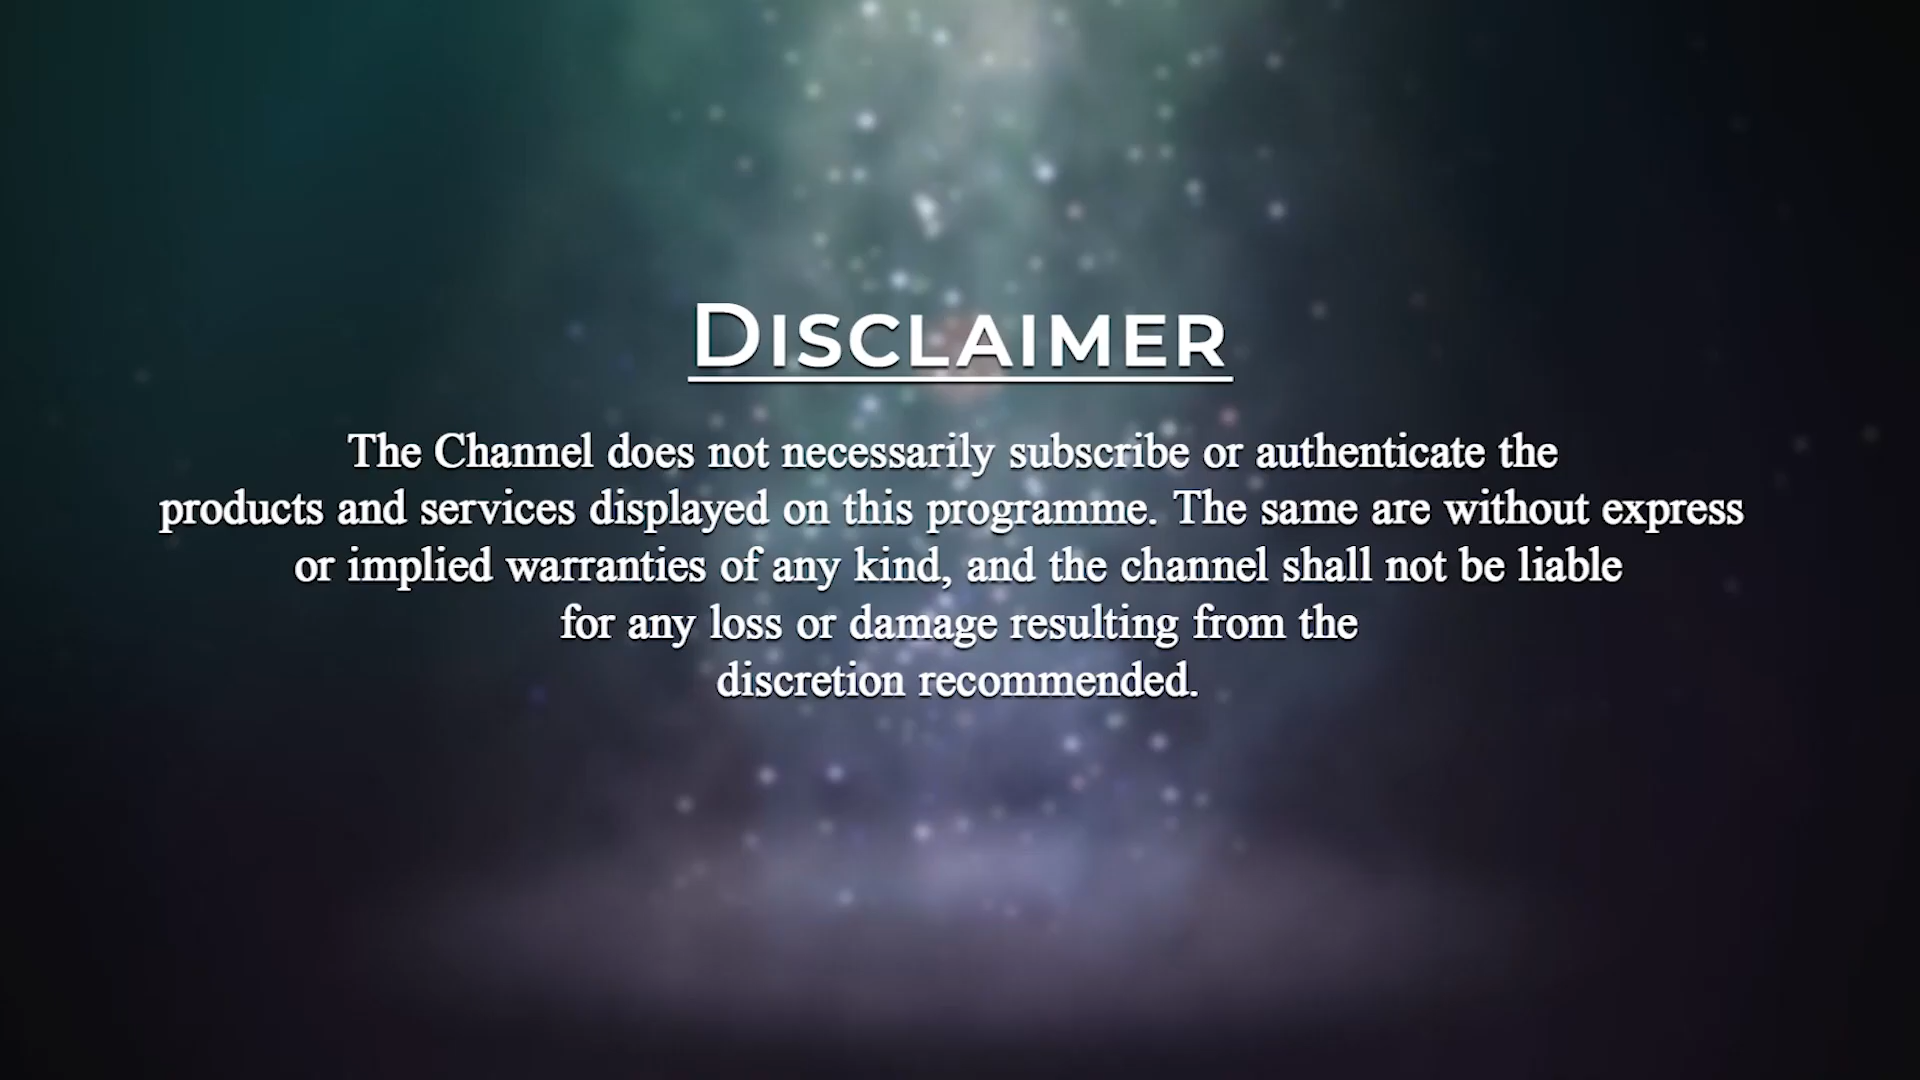 DISCLAIMER
The Channel does not necessarily subscribe or authenticate the
products and services displayed on this programme. The same are without express
or implied warranties of any kind, and the channel shall not be liable
for any loss or damage resulting from the
discretion recommended.